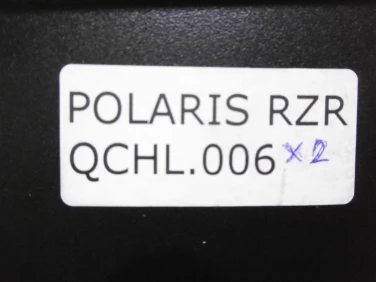 POLARIS RZR
QCHL.006 x2